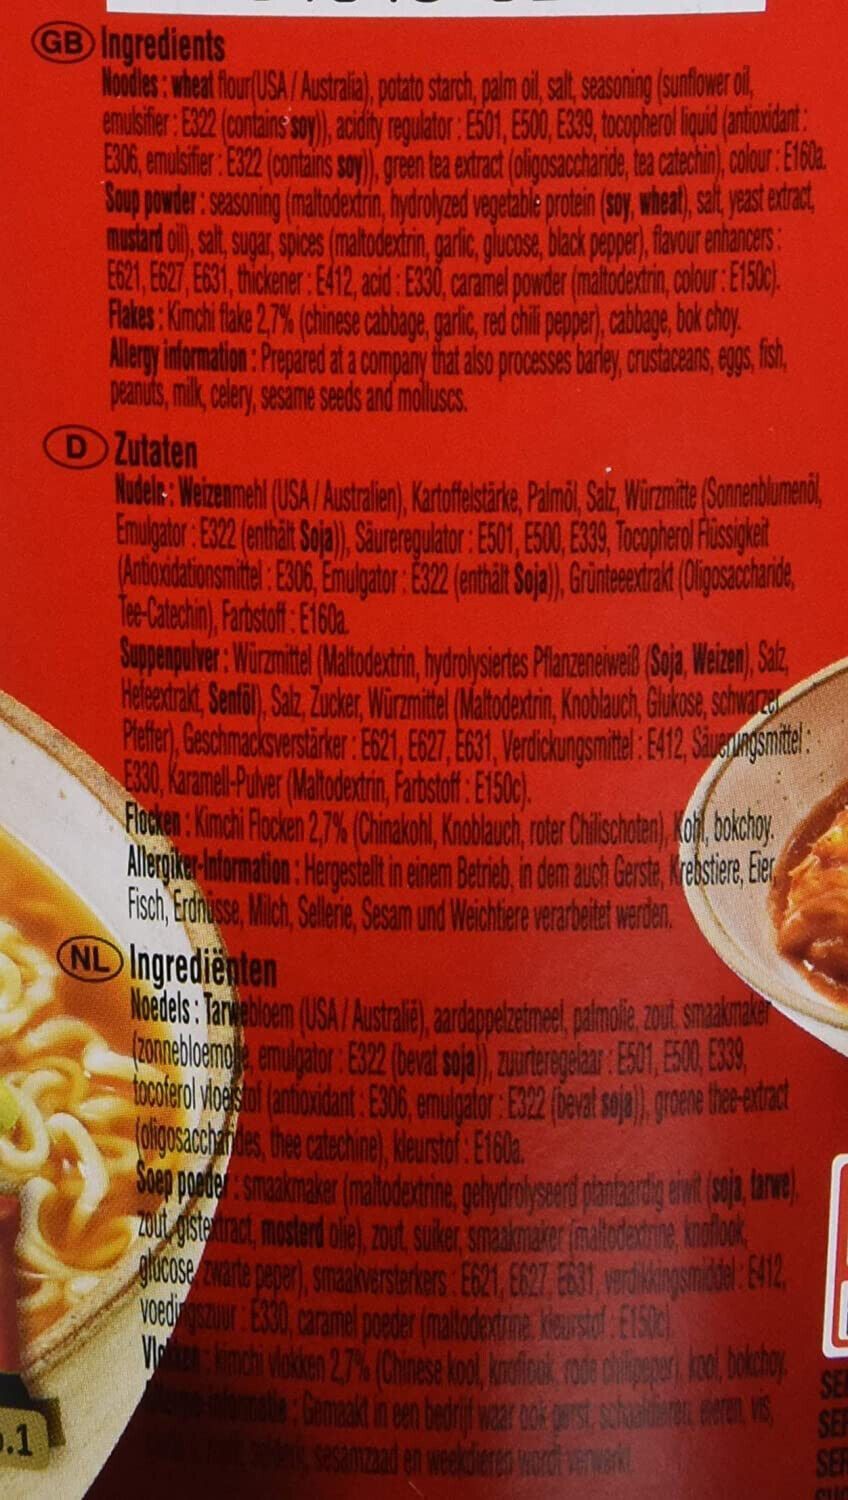 GB Ingredients
Noodles : wheat flour(USA / Australia), potato starch, palm oil, salt, seasoning (sunflower oil,
emulsifier : E322 (contains soy)), acidity regulator : E501, E500, E339, tocopherol liquid (antioxidant :
E306, emulsifier : E322 (contains soy)), green tea extract (oligosaccharide, tea catechin), colour : E160a.
Soup powder : seasoning (maltodextrin, hydrolyzed vegetable protein (soy, wheat), salt, yeast extract,
mustard oil), salt, sugar, spices (maltodextrin, garlic, glucose, black pepper), flavour enhancers :
E621, E627, E631, thickener : E412, acid : E330, caramel powder (maltodextrin, colour : E150c).
Flakes : Kimchi flake 2,7% (chinese cabbage, garlic, red chili pepper), cabbage, bok choy.
Allergy information : Prepared at a company that also processes barley, crustaceans, eggs, fish,
peanuts, milk, celery, sesame seeds and molluscs.
D Zutaten
Nudeln : Weizenmehl (USA / Australien), Kartoffelstärke, Palmöl, Salz, Würzmitte (Sonnenblumenöl,
Emulgator : E322 (enthält Soja)), Säureregulator : E501, E500, E339, Tocopherol Flüssigkeit
(Antioxidationsmittel : E306, Emulgator : E322 (enthält Soja)), Grünteeextrakt (Oligosaccharide,
Tee-Catechin), Farbstoff : E160a.
Suppenpulver : Würzmittel (Maltodextrin, hydrolysiertes Pflanzeneiweiß (Soja, Weizen), Salz,
Hefeextrakt, Senföl), Salz, Zucker, Würzmittel (Maltodextrin, Knoblauch, Glukose, schwarzer
Pfeffer), Geschmacksverstärker : E621, E627, E631, Verdickungsmittel : E412, Säuerungsmittel :
E330, Karamell-Pulver (Maltodextrin, Farbstoff : E150c).
Flocken : Kimchi Flocken 2,7% (Chinakohl, Knoblauch, roter Chilischoten), Kohl, bokchoy.
Allergiker-Information : Hergestellt in einem Betrieb, in dem auch Gerste, Krebstiere, Eier,
Fisch, Erdnüsse, Milch, Sellerie, Sesam und Weichtiere verarbeitet werden.
NL Ingrediënten
Noedels : Tarwebloem (USA / Australië), aardappelzetmeel, palmolie, zout, smaakmaker
(zonnebloemolie, emulgator : E322 (bevat soja)), zuurteregelaar : E501, E500, E339,
tocoferol vloeistof (antioxidant : E306, emulgator : E322 (bevat soja)), groene thee-extract
(oligosacchariden, thee catechine), kleurstof : E160a.
Soep poeder : smaakmaker (maltodextrine, gehydrolyseerd plantaardig eiwit (soja, tarwe),
zout, gistextract, mosterd olie), zout, suiker, smaakmaker (maltodextrine, knoflook,
glucose, zwarte peper), smaakversterkers : E621, E627, E631, verdikkingsmiddel : E412,
voedingszuur : E330, caramel poeder (maltodextrine, kleurstof : E150c).
Vlokken : kimchi vlokken 2,7% (Chinese kool, knoflook, rode chilipeper), kool, bokchoy.
: Gemaakt in een bedrijf waar ook gerst, schaaldieren, eieren, vis,
sesamzaad en weekdieren wordt verwerkt.
.1
SE
SER
SER